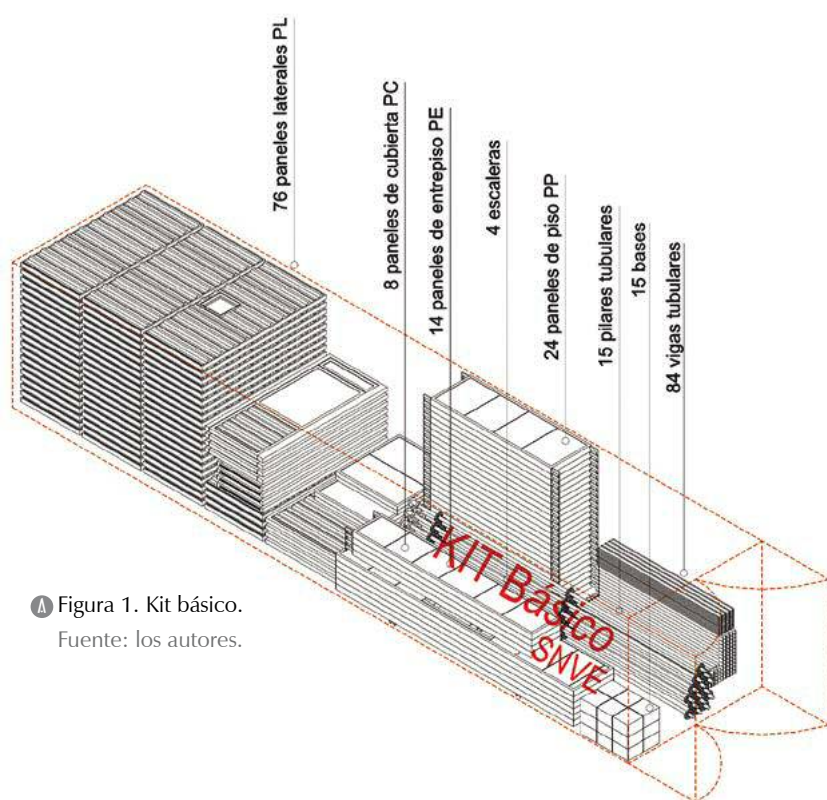 76 paneles laterales PL
8 paneles de cubierta PC
14 paneles de entrepiso PE
4 escaleras
24 paneles de piso PP
15 pilares tubulares
15 bases
84 vigas tubulares
KIT Básico
SNVE
Figura 1. Kit básico.
Fuente: los autores.